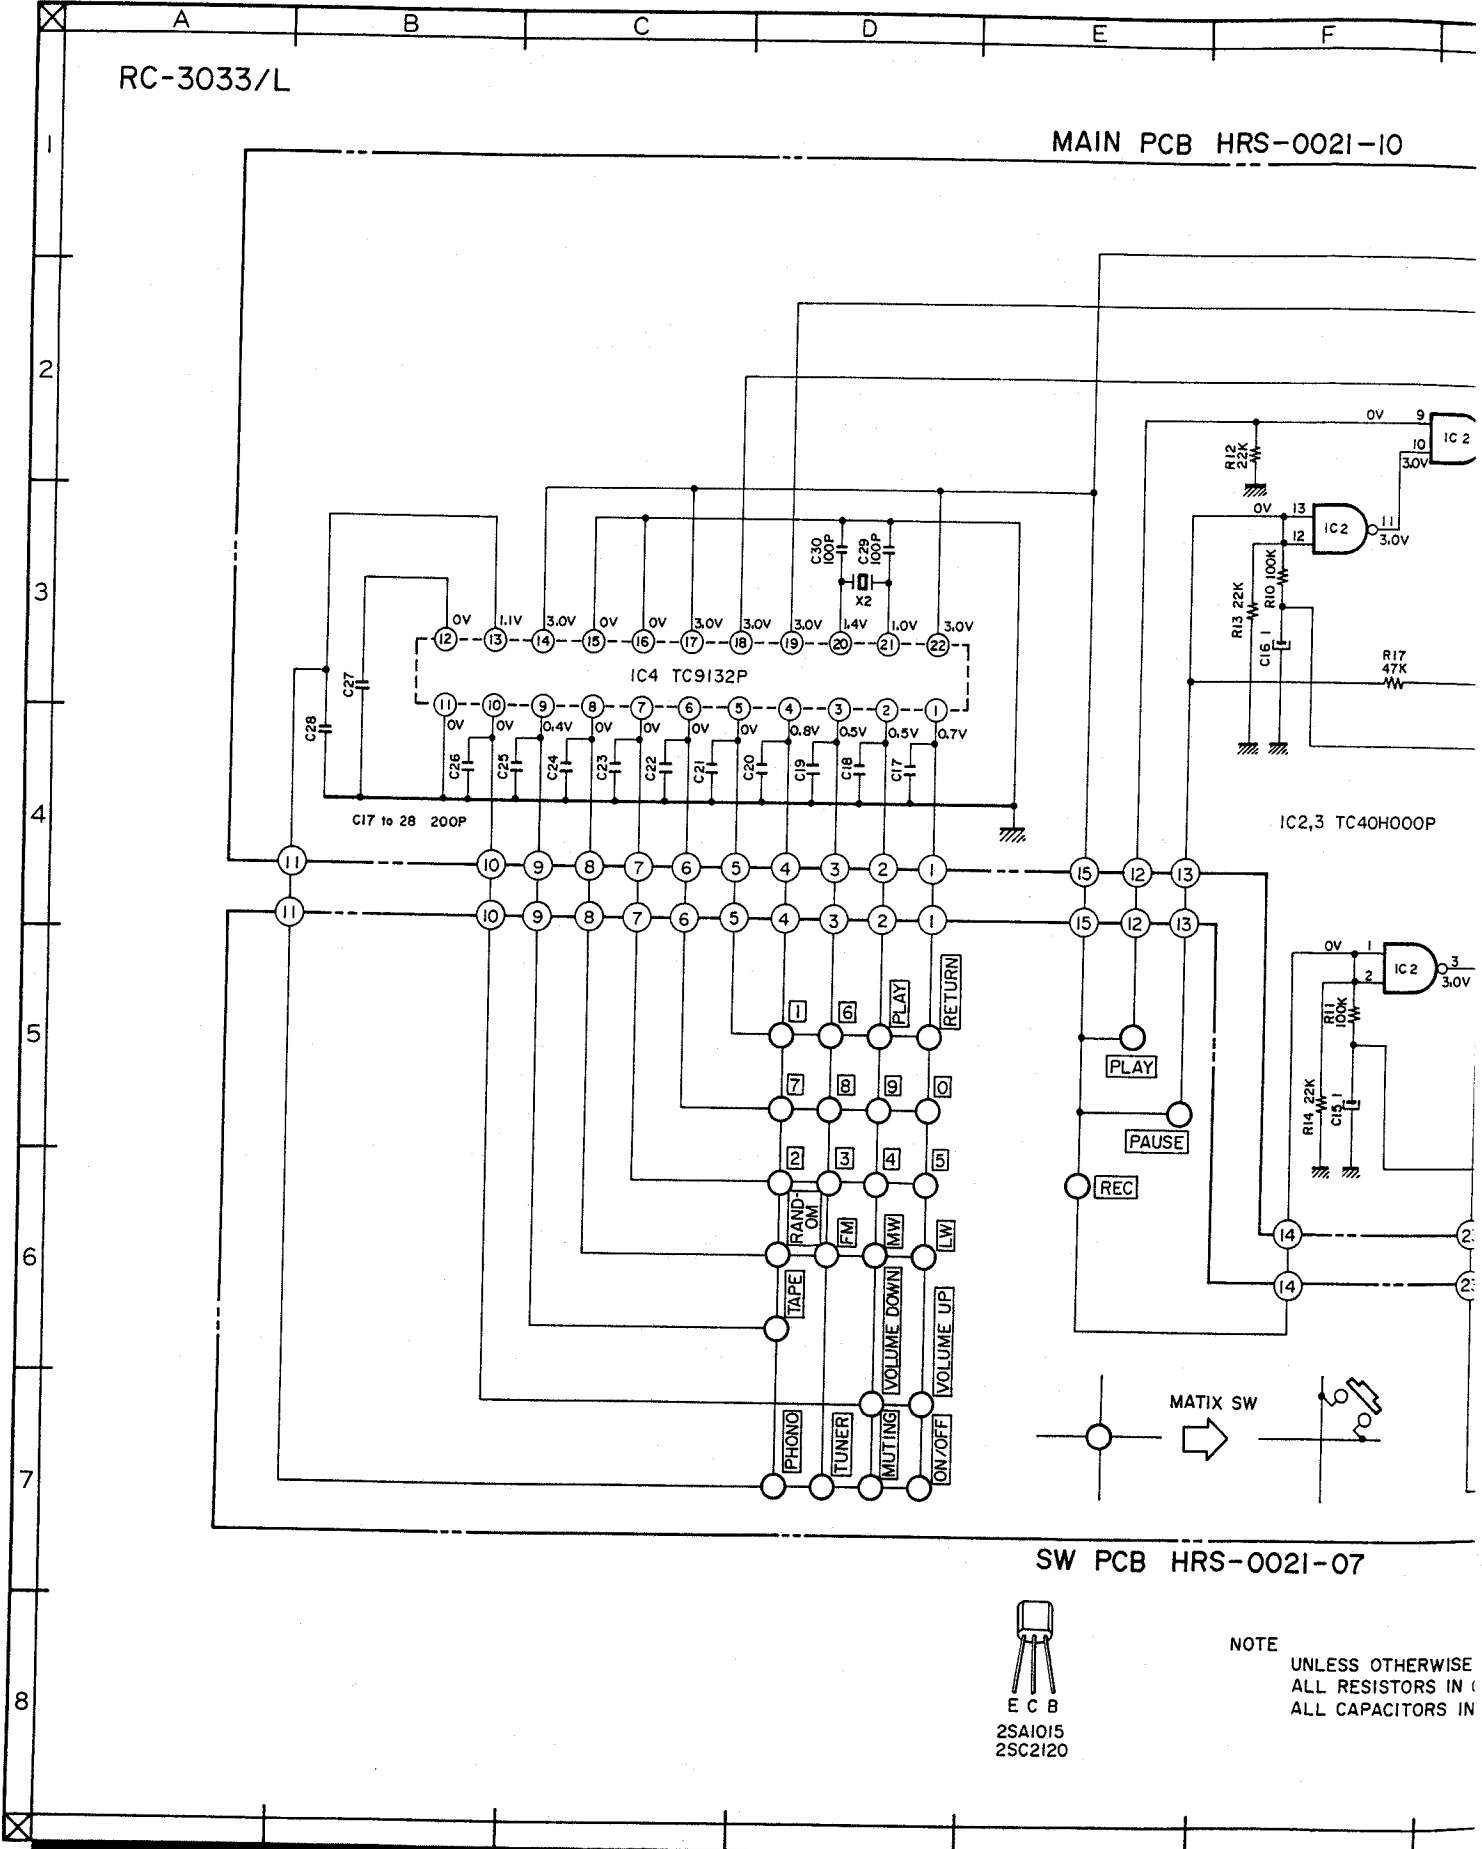 A B C D E F
RC-3033/L
1
MAIN PCB HRS-0021-10
2
0V 9
IC 2
10
3.0V
R12
22K
0V 13
12
IC2
11
3.0V
C30
100P
C29
100P
X2
3
R13 22K
R10 100K
C16 1
R17
47K
0V 1.1V 3.0V 0V 0V 3.0V 3.0V 3.0V 1.4V 1.0V 3.0V
12 13 14 15 16 17 18 19 20 21 22
IC4 TC9132P
C27
C28
11 10 9 8 7 6 5 4 3 2 1
0V 0V 0.4V 0V 0V 0V 0V 0.8V 0.5V 0.5V 0.7V
C26 C25 C24 C23 C22 C21 C20 C19 C18 C17
4
C17 to 28 200P
IC2,3 TC40H000P
11 10 9 8 7 6 5 4 3 2 1 15 12 13
11 10 9 8 7 6 5 4 3 2 1 15 12 13
0V 1
2
IC2
3
3.0V
R11
100K
R14 22K
C15 1
5
1 6 PLAY RETURN
PLAY
7 8 9 0
PAUSE
2 3 4 5
REC
6
RAND-
OM
FM MW LW
14
14
TAPE
VOLUME DOWN
VOLUME UP
MATIX SW
7
PHONO TUNER MUTING ON/OFF
SW PCB HRS-0021-07
NOTE
UNLESS OTHERWISE
ALL RESISTORS IN
ALL CAPACITORS IN
8
E C B
2SA1015
2SC2120